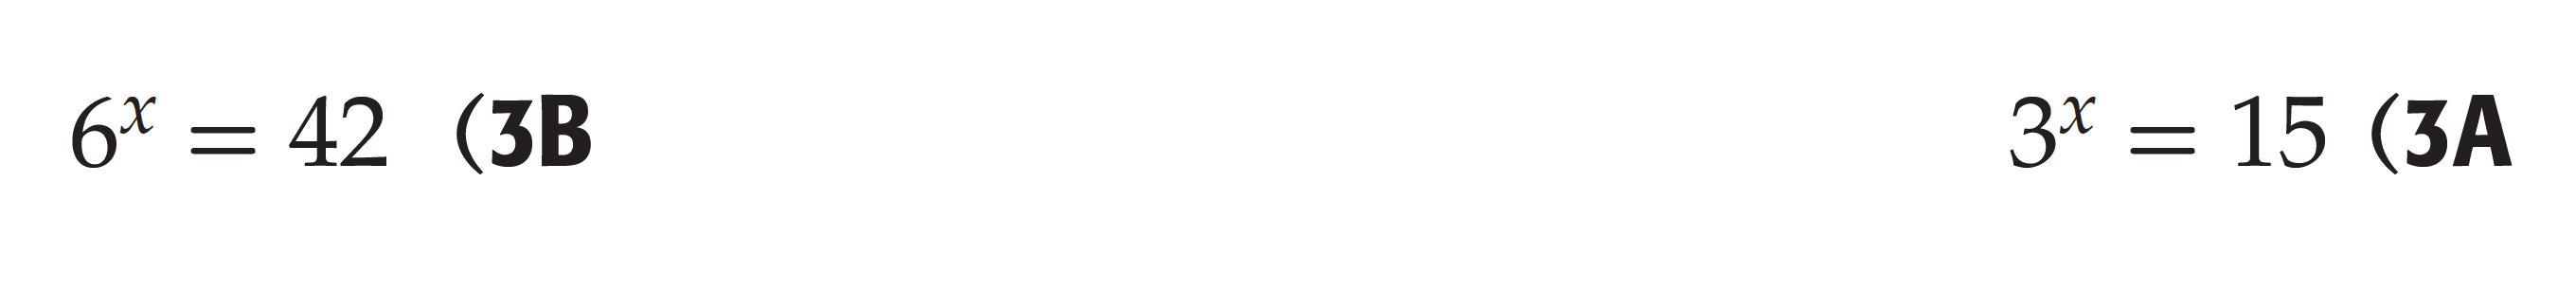 3^x = 15 (3A
6^x = 42 (3B